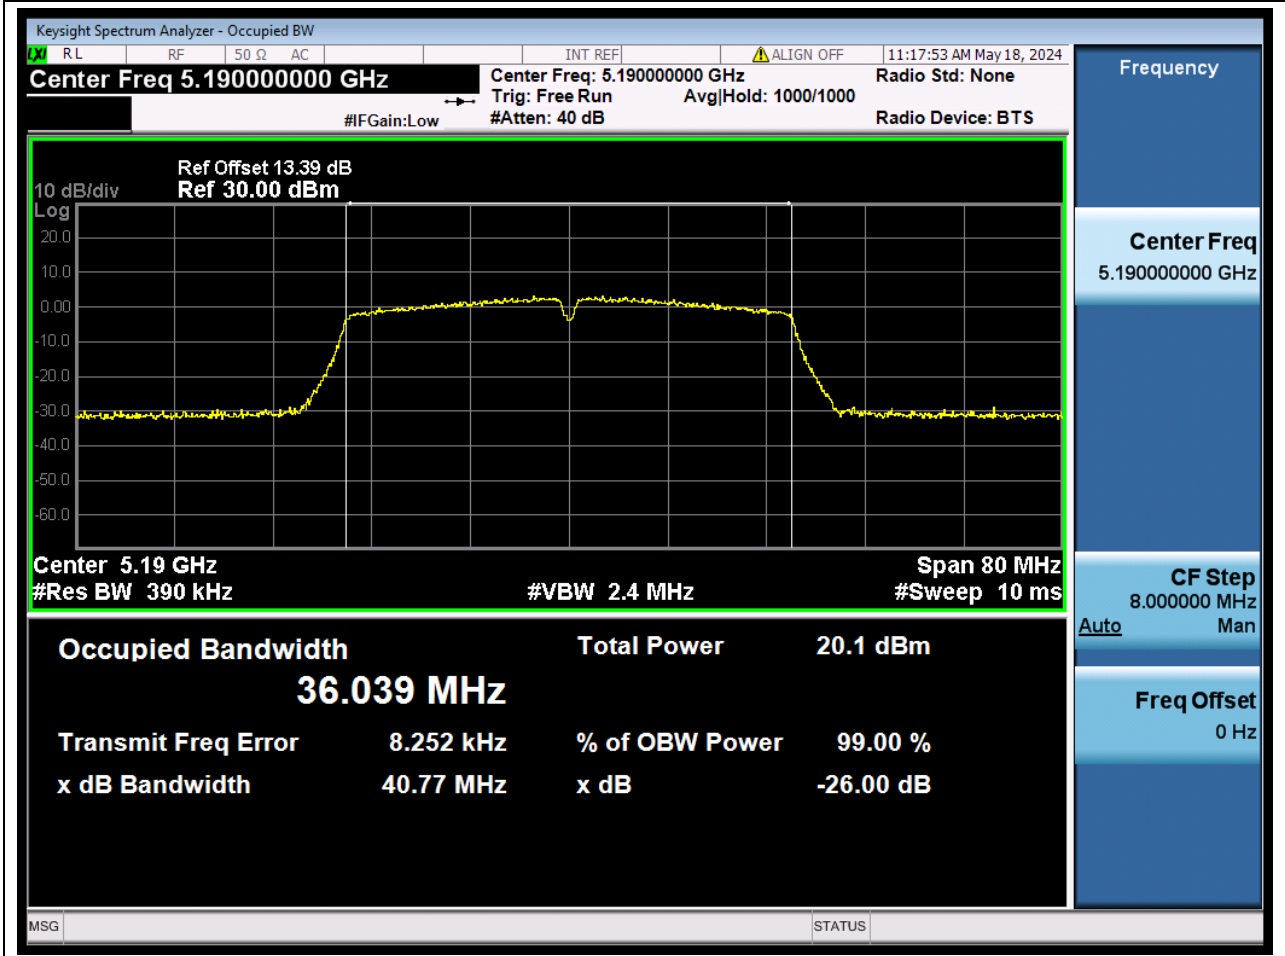 Keysight Spectrum Analyzer - Occupied BW
LXI RL RF 50 Ω AC INT REF ALIGN OFF 11:17:53 AM May 18, 2024
Center Freq 5.190000000 GHz
Center Freq: 5.190000000 GHz
Radio Std: None
Trig: Free Run Avg|Hold: 1000/1000
#IFGain:Low #Atten: 40 dB Radio Device: BTS
Ref Offset 13.39 dB
10 dB/div Ref 30.00 dBm
Log
20.0
10.0
0.00
-10.0
-20.0
-30.0
-40.0
-50.0
-60.0
Center 5.19 GHz Span 80 MHz
#Res BW 390 kHz #VBW 2.4 MHz #Sweep 10 ms
Occupied Bandwidth Total Power 20.1 dBm
36.039 MHz
Transmit Freq Error 8.252 kHz % of OBW Power 99.00 %
x dB Bandwidth 40.77 MHz x dB -26.00 dB
MSG STATUS
Frequency
Center Freq
5.190000000 GHz
CF Step
8.000000 MHz
Auto Man
Freq Offset
0 Hz